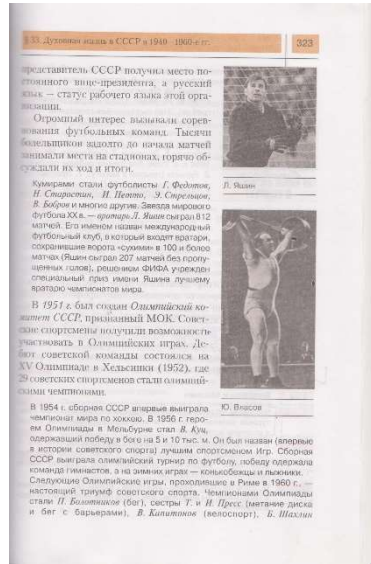 § 33. Духовная жизнь в СССР в 1940–1960-е гг.
323
представитель СССР получил место по-
стоянного вице-президента, а русский
язык – статус рабочего языка этой орга-
низации.
Огромный интерес вызывали сорев-
нования футбольных команд. Тысячи
болельщиков задолго до начала матчей
занимали места на стадионах, горячо об-
суждали их ход и итоги.
Кумирами стали футболисты Г. Федотов,
Н. Старостин, Э. Стрельцов,
В. Бобров и многие другие. Звезда мирового
футбола XX в. — вратарь Л. Яшин сыграл 812
матчей. Его именем назван международный
футбольный клуб, в который входят вратари,
сохранившие ворота «сухими» в 100 и более
матчах (Яшин сыграл 207 матчей без пропу-
щенных голов), решением ФИФА учрежден
специальный приз имени Яшина лучшему
вратарю чемпионатов мира.
В 1951 г. был создан Олимпийский ко-
митет СССР, признанный МОК. Совет-
ские спортсмены получили возможность
участвовать в Олимпийских играх. Де-
бют советской команды состоялся на
XV Олимпиаде в Хельсинки (1952), где
29 советских спортсменов стали олимпий-
скими чемпионами.
Л. Яшин
Ю. Власов
В 1954 г. сборная СССР впервые выиграла
чемпионат мира по хоккею. В 1956 г. геро-
ем Олимпиады в Мельбурне стал В. Куц,
одержавший победу в беге на 5 и 10 тыс. м. Он был назван (впервые
в истории советского спорта) лучшим спортсменом Игр. Сборная
СССР выиграла олимпийский турнир по футболу, победу одержала
команда гимнастов, а на зимних играх — конькобежцы и лыжники.
Следующие Олимпийские игры, проходившие в Риме в 1960 г., —
настоящий триумф советского спорта. Чемпионами Олимпиады
стали П. Болотников (бег), сестры Т. и И. Пресс (метание диска
и бег с барьерами), В. Капитонов (велоспорт), Б. Шахлин